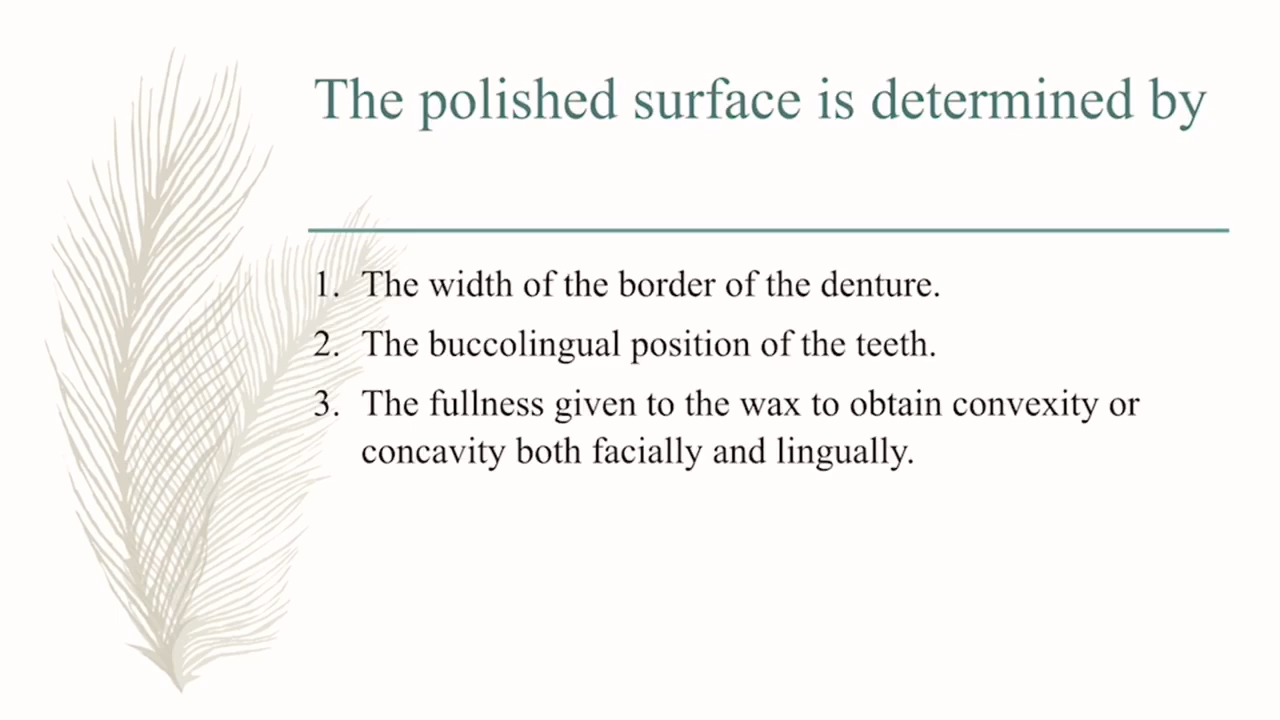 The polished surface is determined by
1. The width of the border of the denture.
2. The buccolingual position of the teeth.
3. The fullness given to the wax to obtain convexity or
concavity both facially and lingually.